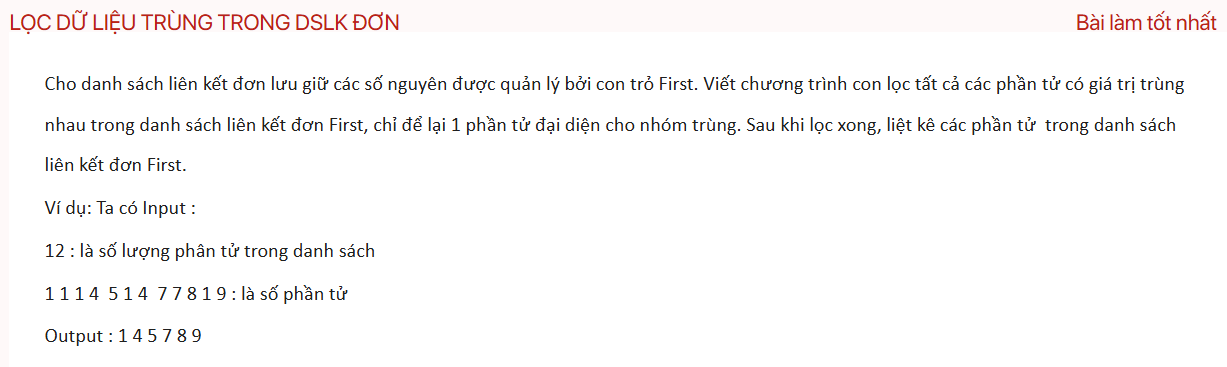 LỌC DỮ LIỆU TRÙNG TRONG DSLK ĐƠN
Bài làm tốt nhất
Cho danh sách liên kết đơn lưu giữ các số nguyên được quản lý bởi con trỏ First. Viết chương trình con lọc tất cả các phần tử có giá trị trùng
nhau trong danh sách liên kết đơn First, chỉ để lại 1 phần tử đại diện cho nhóm trùng. Sau khi lọc xong, liệt kê các phần tử trong danh sách
liên kết đơn First.
Ví dụ: Ta có Input :
12 : là số lượng phân tử trong danh sách
1 1 1 4 5 1 4 7 7 8 1 9 : là số phần tử
Output : 1 4 5 7 8 9